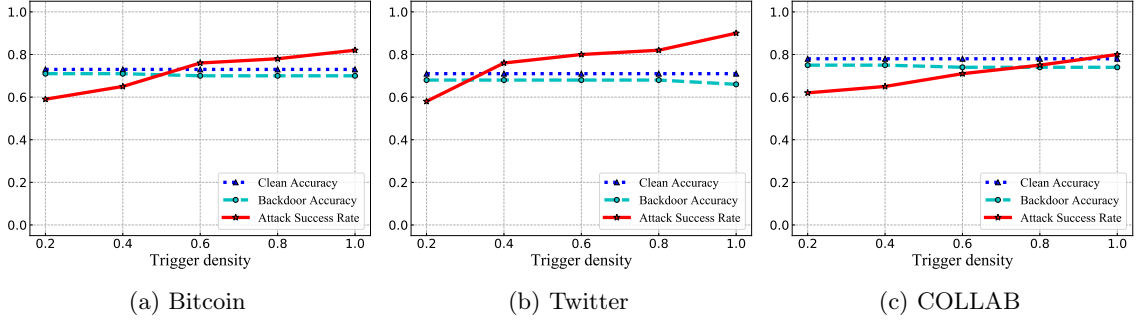 1.0
0.8
0.6
0.4
0.2
0.0
Clean Accuracy
Backdoor Accuracy
Attack Success Rate
0.2 0.4 0.6 0.8 1.0
Trigger density
(a) Bitcoin
1.0
0.8
0.6
0.4
0.2
0.0
Clean Accuracy
Backdoor Accuracy
Attack Success Rate
0.2 0.4 0.6 0.8 1.0
Trigger density
(b) Twitter
1.0
0.8
0.6
0.4
0.2
0.0
Clean Accuracy
Backdoor Accuracy
Attack Success Rate
0.2 0.4 0.6 0.8 1.0
Trigger density
(c) COLLAB